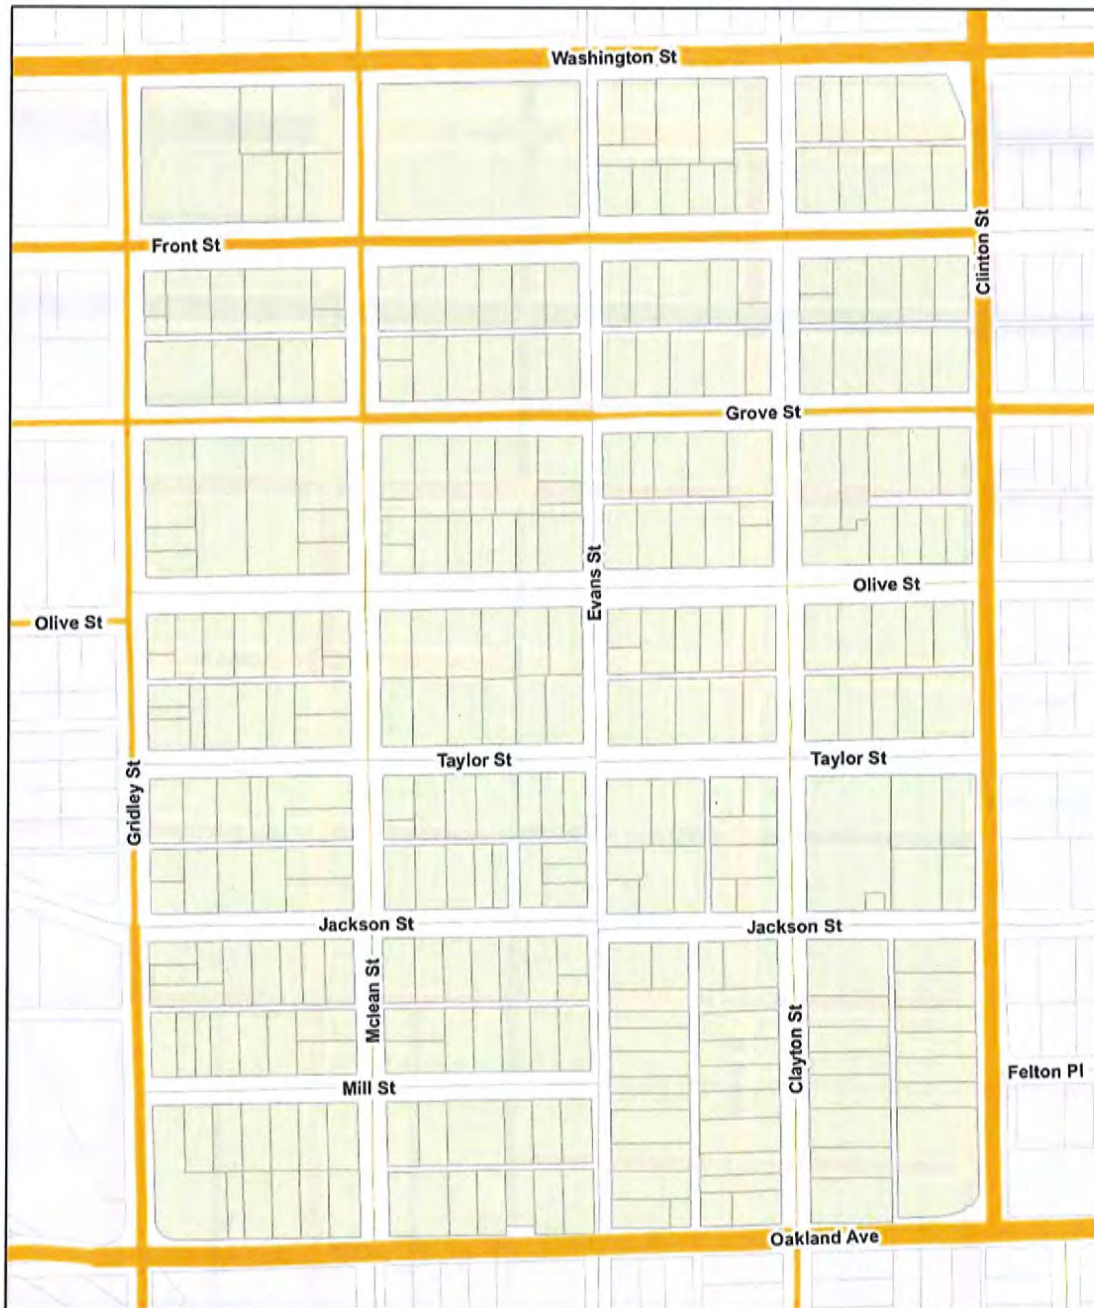 Washington St
Front St
Clinton St
Grove St
Evans St
Olive St
Olive St
Gridley St
Taylor St
Taylor St
Jackson St
Jackson St
Mclean St
Clayton St
Mill St
Felton Pl
Oakland Ave